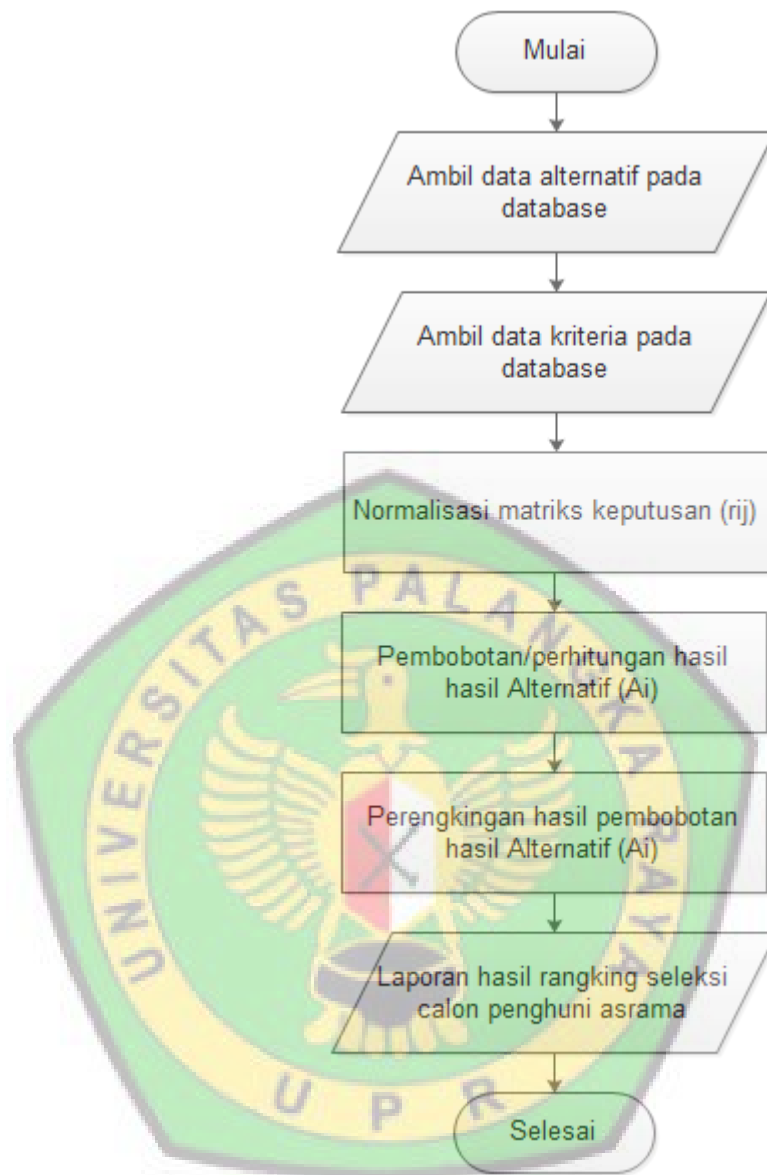 Mulai
Ambil data alternatif pada
database
Ambil data kriteria pada
database
Normalisasi matriks keputusan (rij)
Pembobotan/perhitungan hasil
hasil Alternatif (Ai)
Perengkingan hasil pembobotan
hasil Alternatif (Ai)
Laporan hasil rangking seleksi
calon penghuni asrama
Selesai
UNIVERSITAS PALANGKA RAYA
UPR